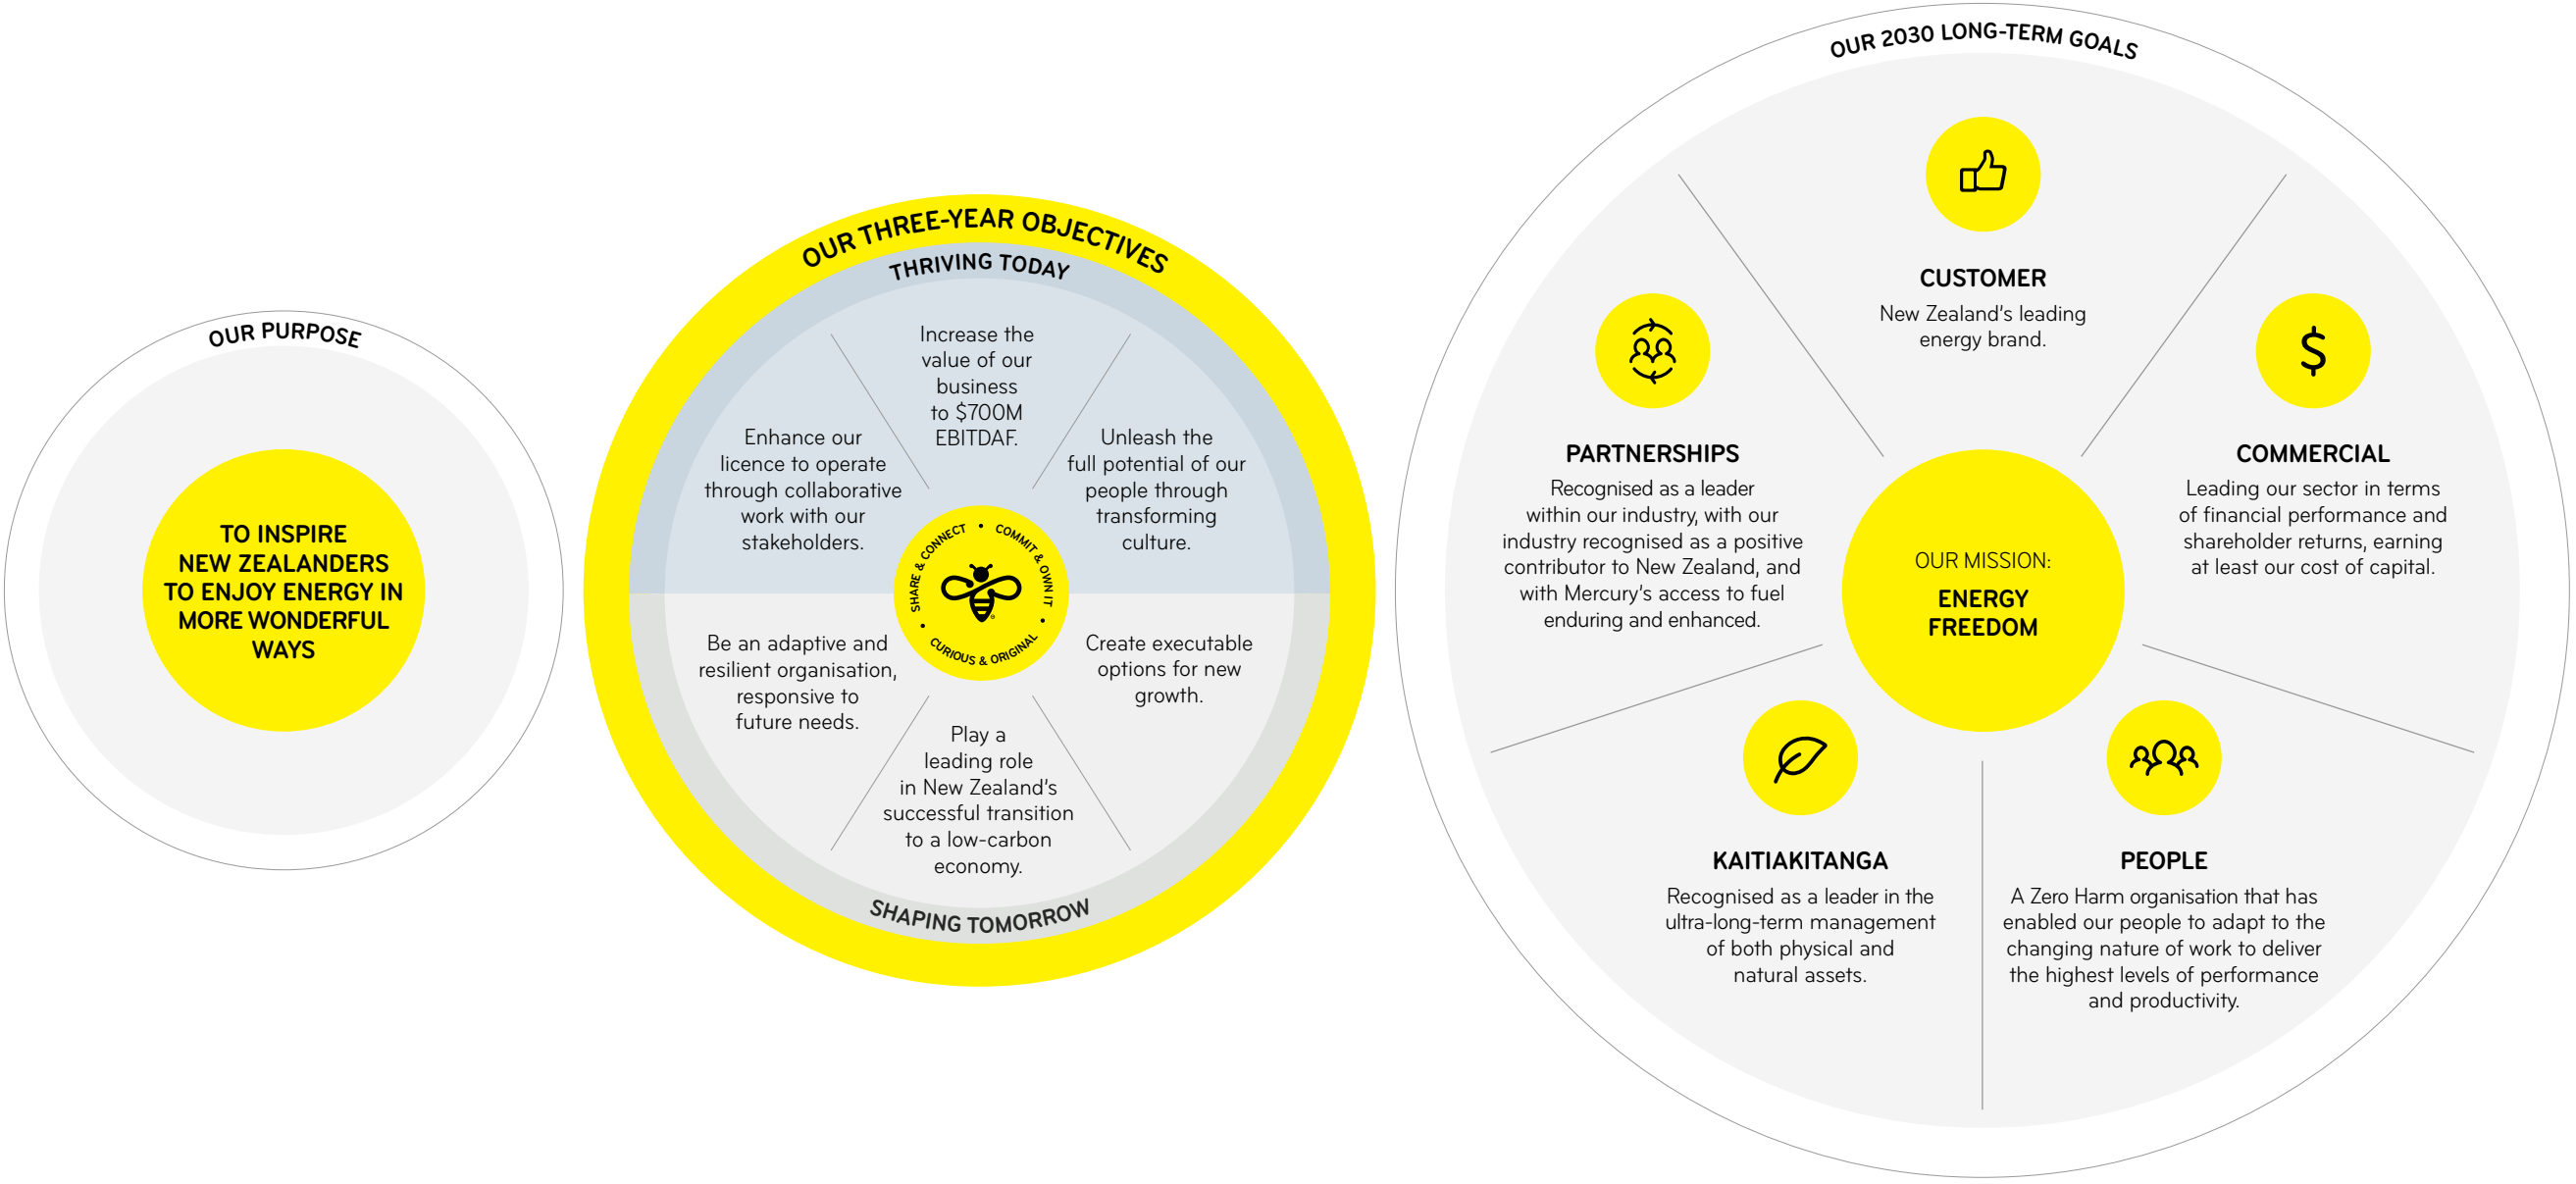 OUR PURPOSE
TO INSPIRE
NEW ZEALANDERS
TO ENJOY ENERGY IN
MORE WONDERFUL
WAYS
OUR THREE-YEAR OBJECTIVES
THRIVING TODAY
Enhance our
licence to operate
through collaborative
work with our
stakeholders.
Increase the
value of our
business
to $700M
EBITDAF.
Unleash the
full potential of our
people through
transforming
culture.
SHARE & CONNECT • COMMIT & OWN IT • CURIOUS & ORIGINAL •
Be an adaptive and
resilient organisation,
responsive to
future needs.
Play a
leading role
in New Zealand's
successful transition
to a low-carbon
economy.
Create executable
options for new
growth.
SHAPING TOMORROW
OUR 2030 LONG-TERM GOALS
CUSTOMER
New Zealand's leading
energy brand.
PARTNERSHIPS
Recognised as a leader
within our industry, with our
industry recognised as a positive
contributor to New Zealand, and
with Mercury's access to fuel
enduring and enhanced.
$
COMMERCIAL
Leading our sector in terms
of financial performance and
shareholder returns, earning
at least our cost of capital.
OUR MISSION:
ENERGY
FREEDOM
KAITIAKITANGA
Recognised as a leader in the
ultra-long-term management
of both physical and
natural assets.
PEOPLE
A Zero Harm organisation that has
enabled our people to adapt to the
changing nature of work to deliver
the highest levels of performance
and productivity.